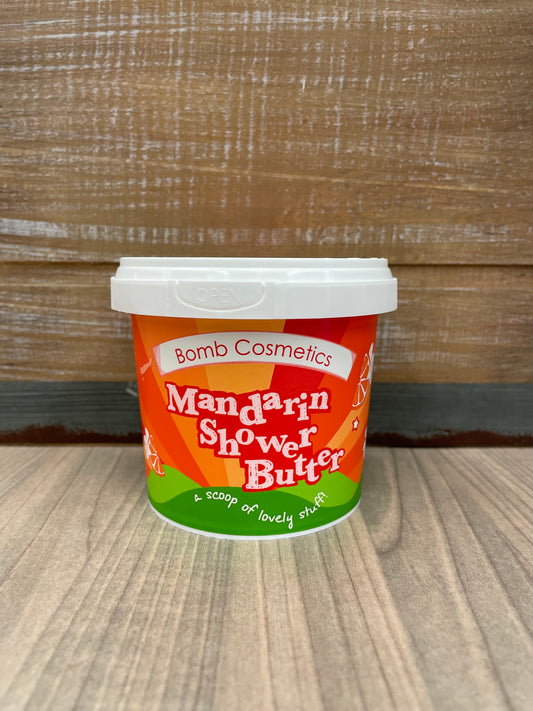 OPEN
Bomb Cosmetics
Mandarin
Shower
Butter
a scoop of lovely stuff!